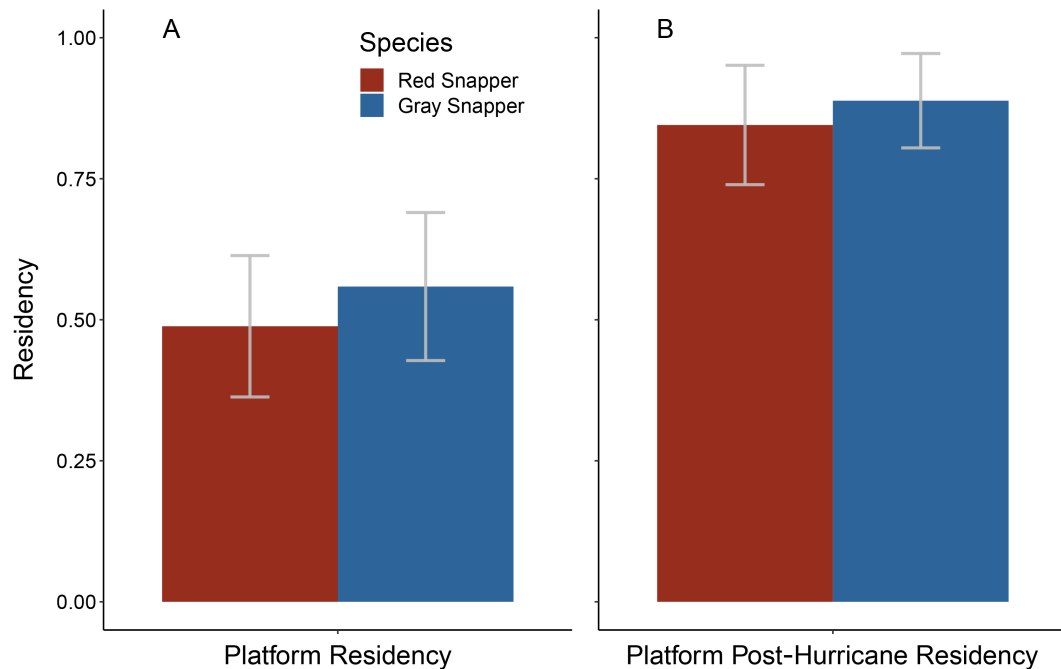 A
B
Species
Red Snapper
Gray Snapper
1.00
0.75
0.50
0.25
0.00
Residency
Platform Residency
Platform Post-Hurricane Residency